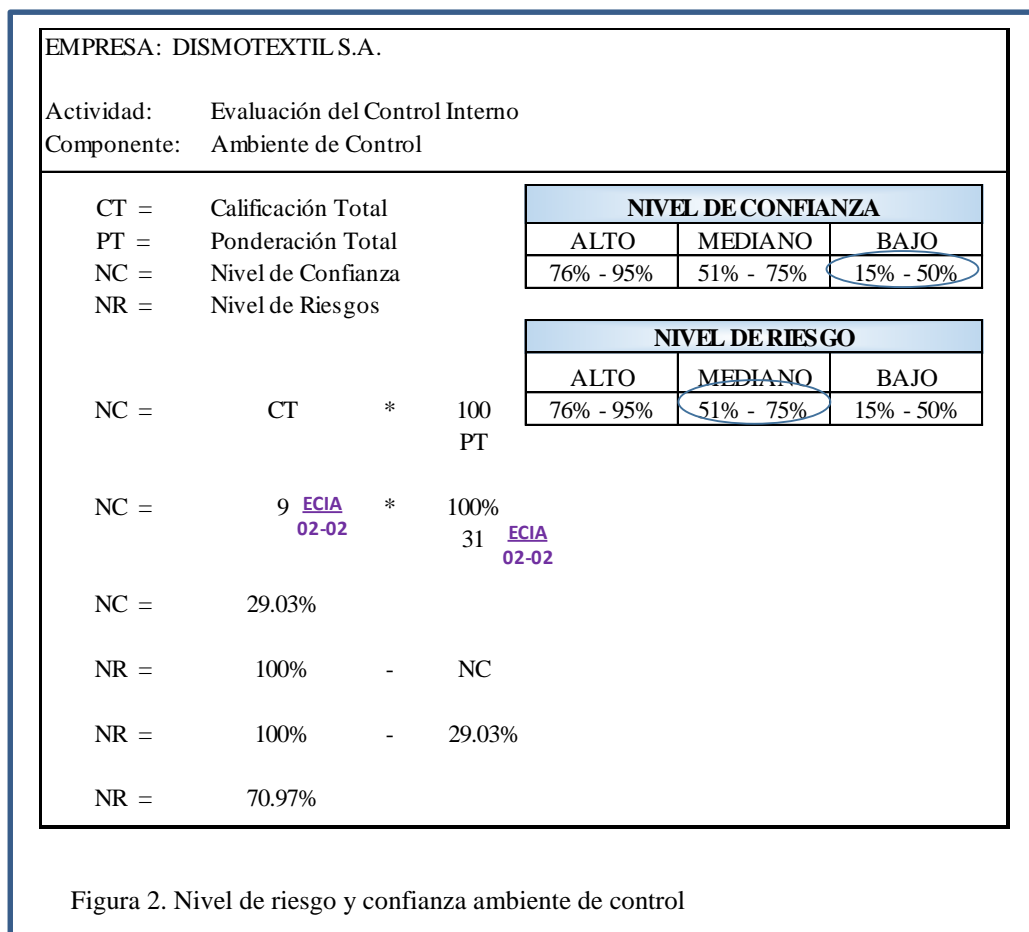 EMPRESA: DISMOTEXTIL S.A.
Actividad: Evaluación del Control Interno
Componente: Ambiente de Control
CT = Calificación Total
PT = Ponderación Total
NC = Nivel de Confianza
NR = Nivel de Riesgos
NIVEL DE CONFIANZA
ALTO MEDIANO BAJO
76% - 95% 51% - 75% 15% - 50%
NIVEL DE RIESGO
ALTO MEDIANO BAJO
76% - 95% 51% - 75% 15% - 50%
NC = CT * 100
PT
NC = 9 ECIA * 100%
02-02
31 ECIA
02-02
NC = 29.03%
NR = 100% - NC
NR = 100% - 29.03%
NR = 70.97%
Figura 2. Nivel de riesgo y confianza ambiente de control